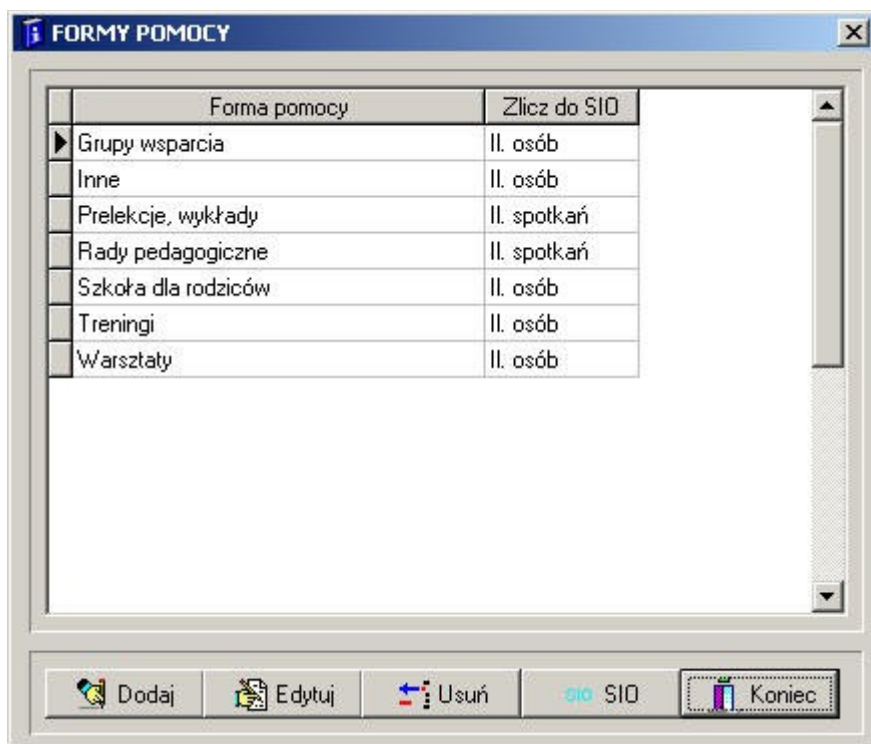 FORMY POMOCY
Forma pomocy Zlicz do SIO
Grupy wsparcia Il. osób
Inne Il. osób
Prelekcje, wykłady Il. spotkań
Rady pedagogiczne Il. spotkań
Szkoła dla rodziców Il. osób
Treningi Il. osób
Warsztaty Il. osób
Dodaj Edytuj Usuń SIO SIO Koniec